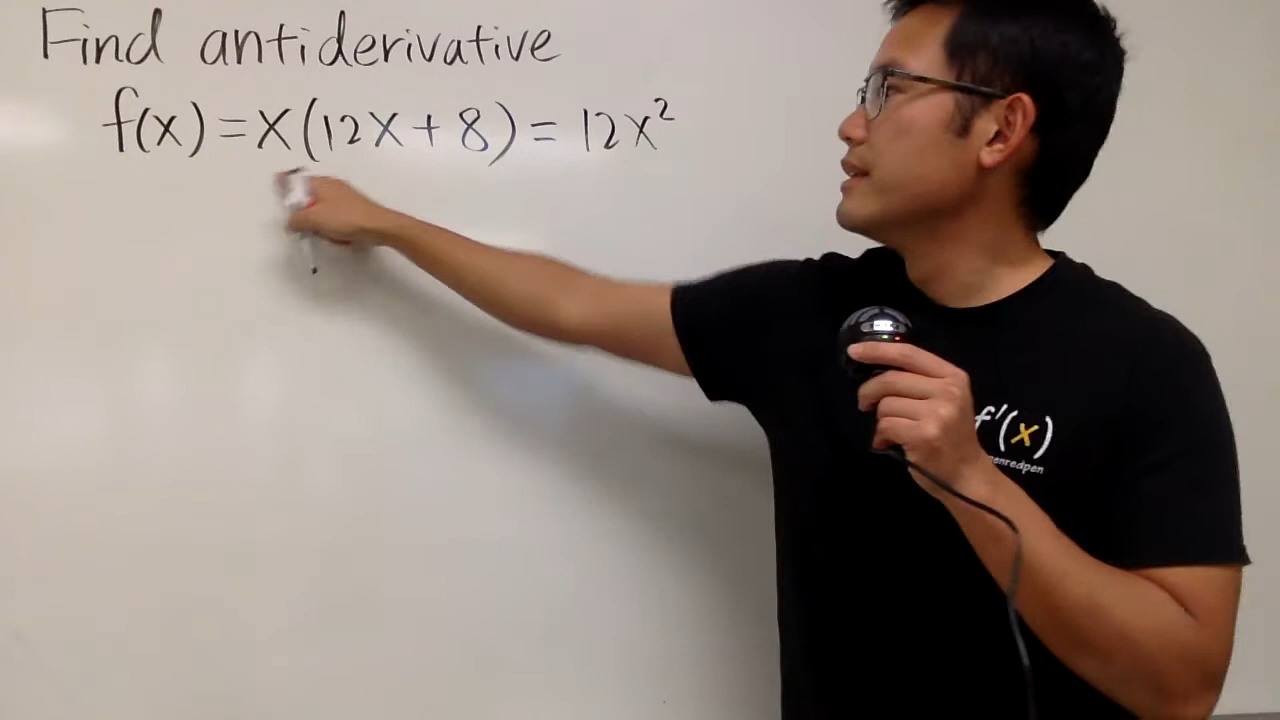 Find antiderivative
f(x) = x(12x + 8) = 12x²
f'(x)